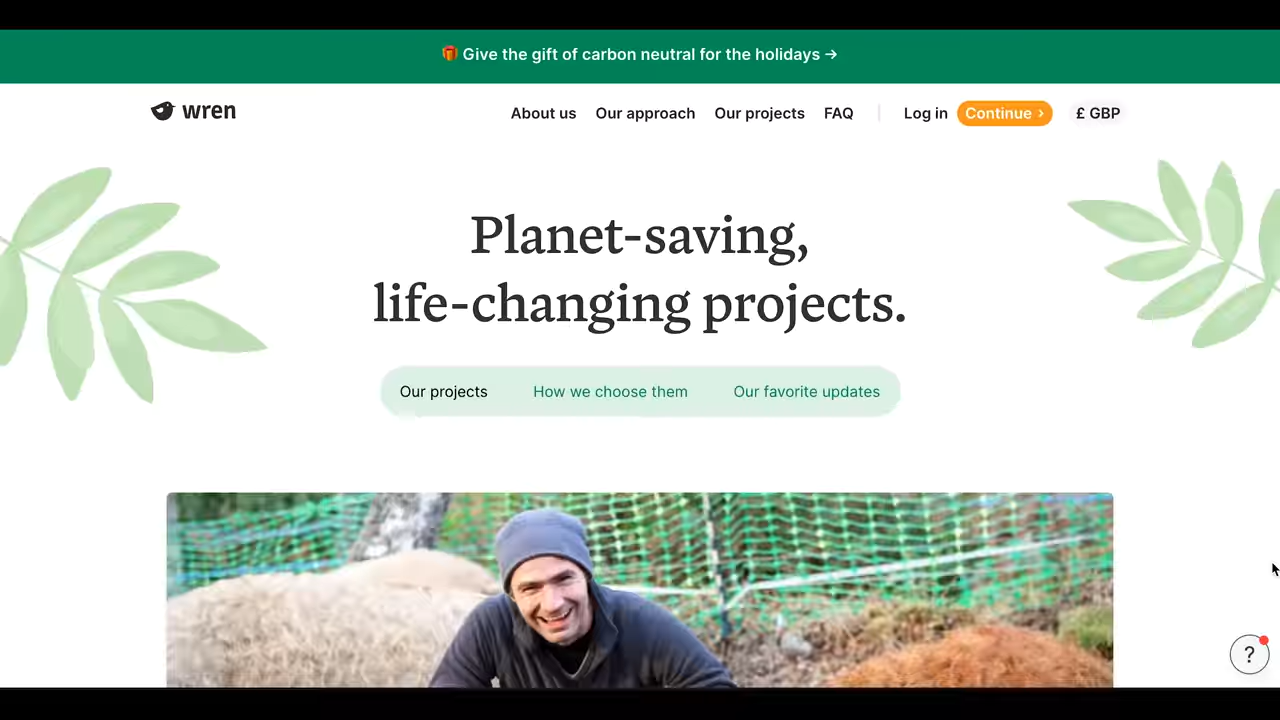 🎁 Give the gift of carbon neutral for the holidays →
wren
About us Our approach Our projects FAQ Log in Continue › £ GBP
Planet-saving,
life-changing projects.
Our projects How we choose them Our favorite updates
?